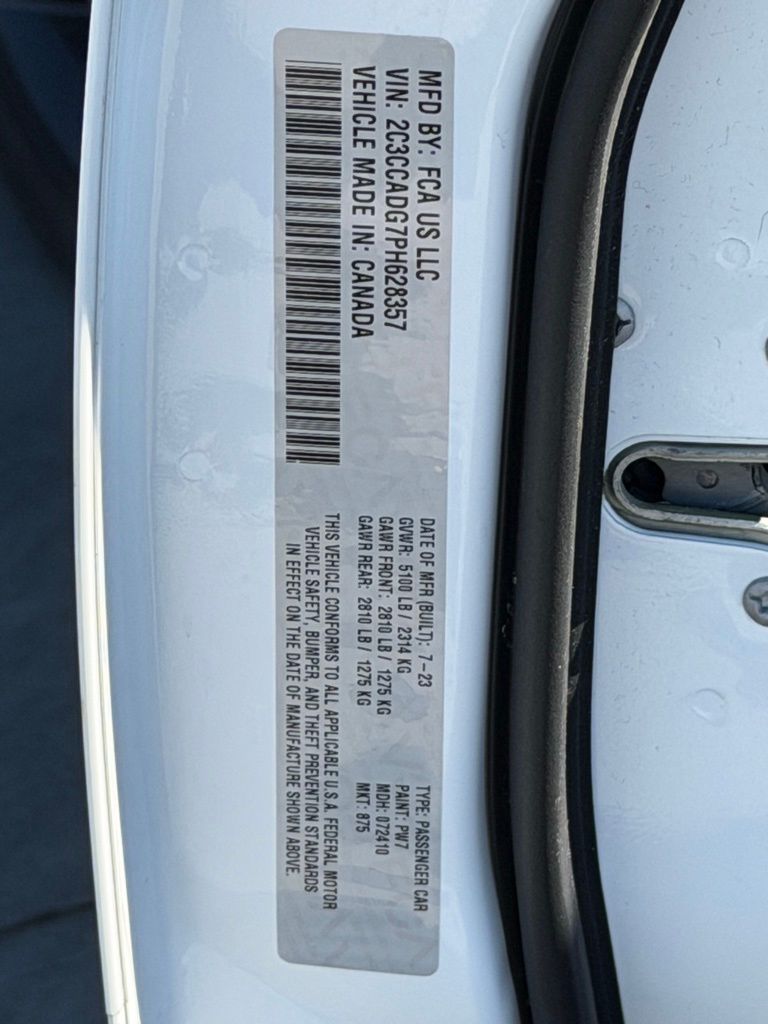 MFD BY: FCA US LLC
VIN: 2C3CCADG7PH628357
VEHICLE MADE IN: CANADA
DATE OF MFR (BUILT): 7-23
GVWR: 5100 LB / 2314 KG
GAWR FRONT: 2810 LB / 1275 KG
GAWR REAR: 2810 LB / 1275 KG
TYPE: PASSENGER CAR
PAINT: PW7
MDH: 072410
MKT: 875
THIS VEHICLE CONFORMS TO ALL APPLICABLE U.S.A. FEDERAL MOTOR
VEHICLE SAFETY, BUMPER, AND THEFT PREVENTION STANDARDS
IN EFFECT ON THE DATE OF MANUFACTURE SHOWN ABOVE.